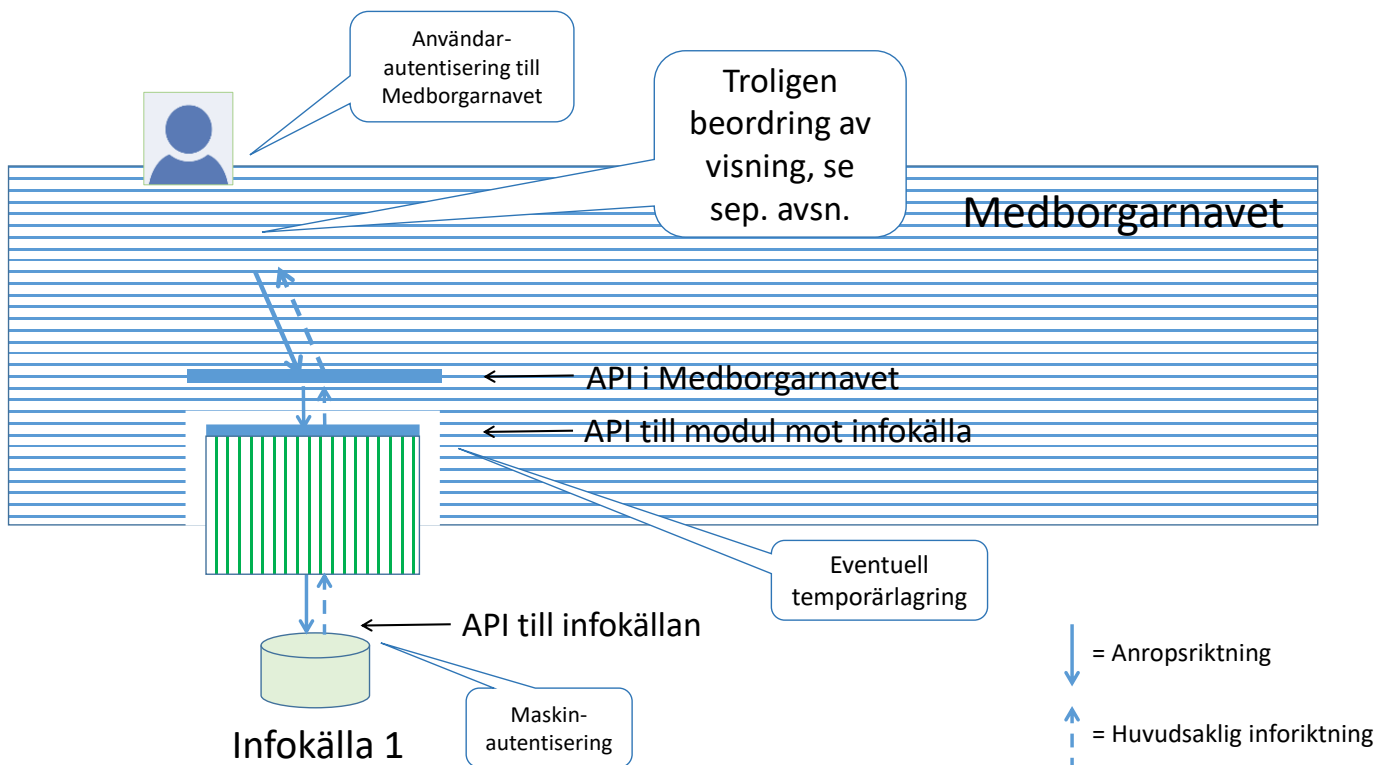 Användar-
autentisering till
Medborgarnavet
Troligen
beordring av
visning, se
sep. avsn.
Medborgarnavet
API i Medborgarnavet
API till modul mot infokälla
Eventuell
temporärlagring
API till infokällan
= Anropsriktning
Maskin-
autentisering
Infokälla 1
= Huvudsaklig inforiktning